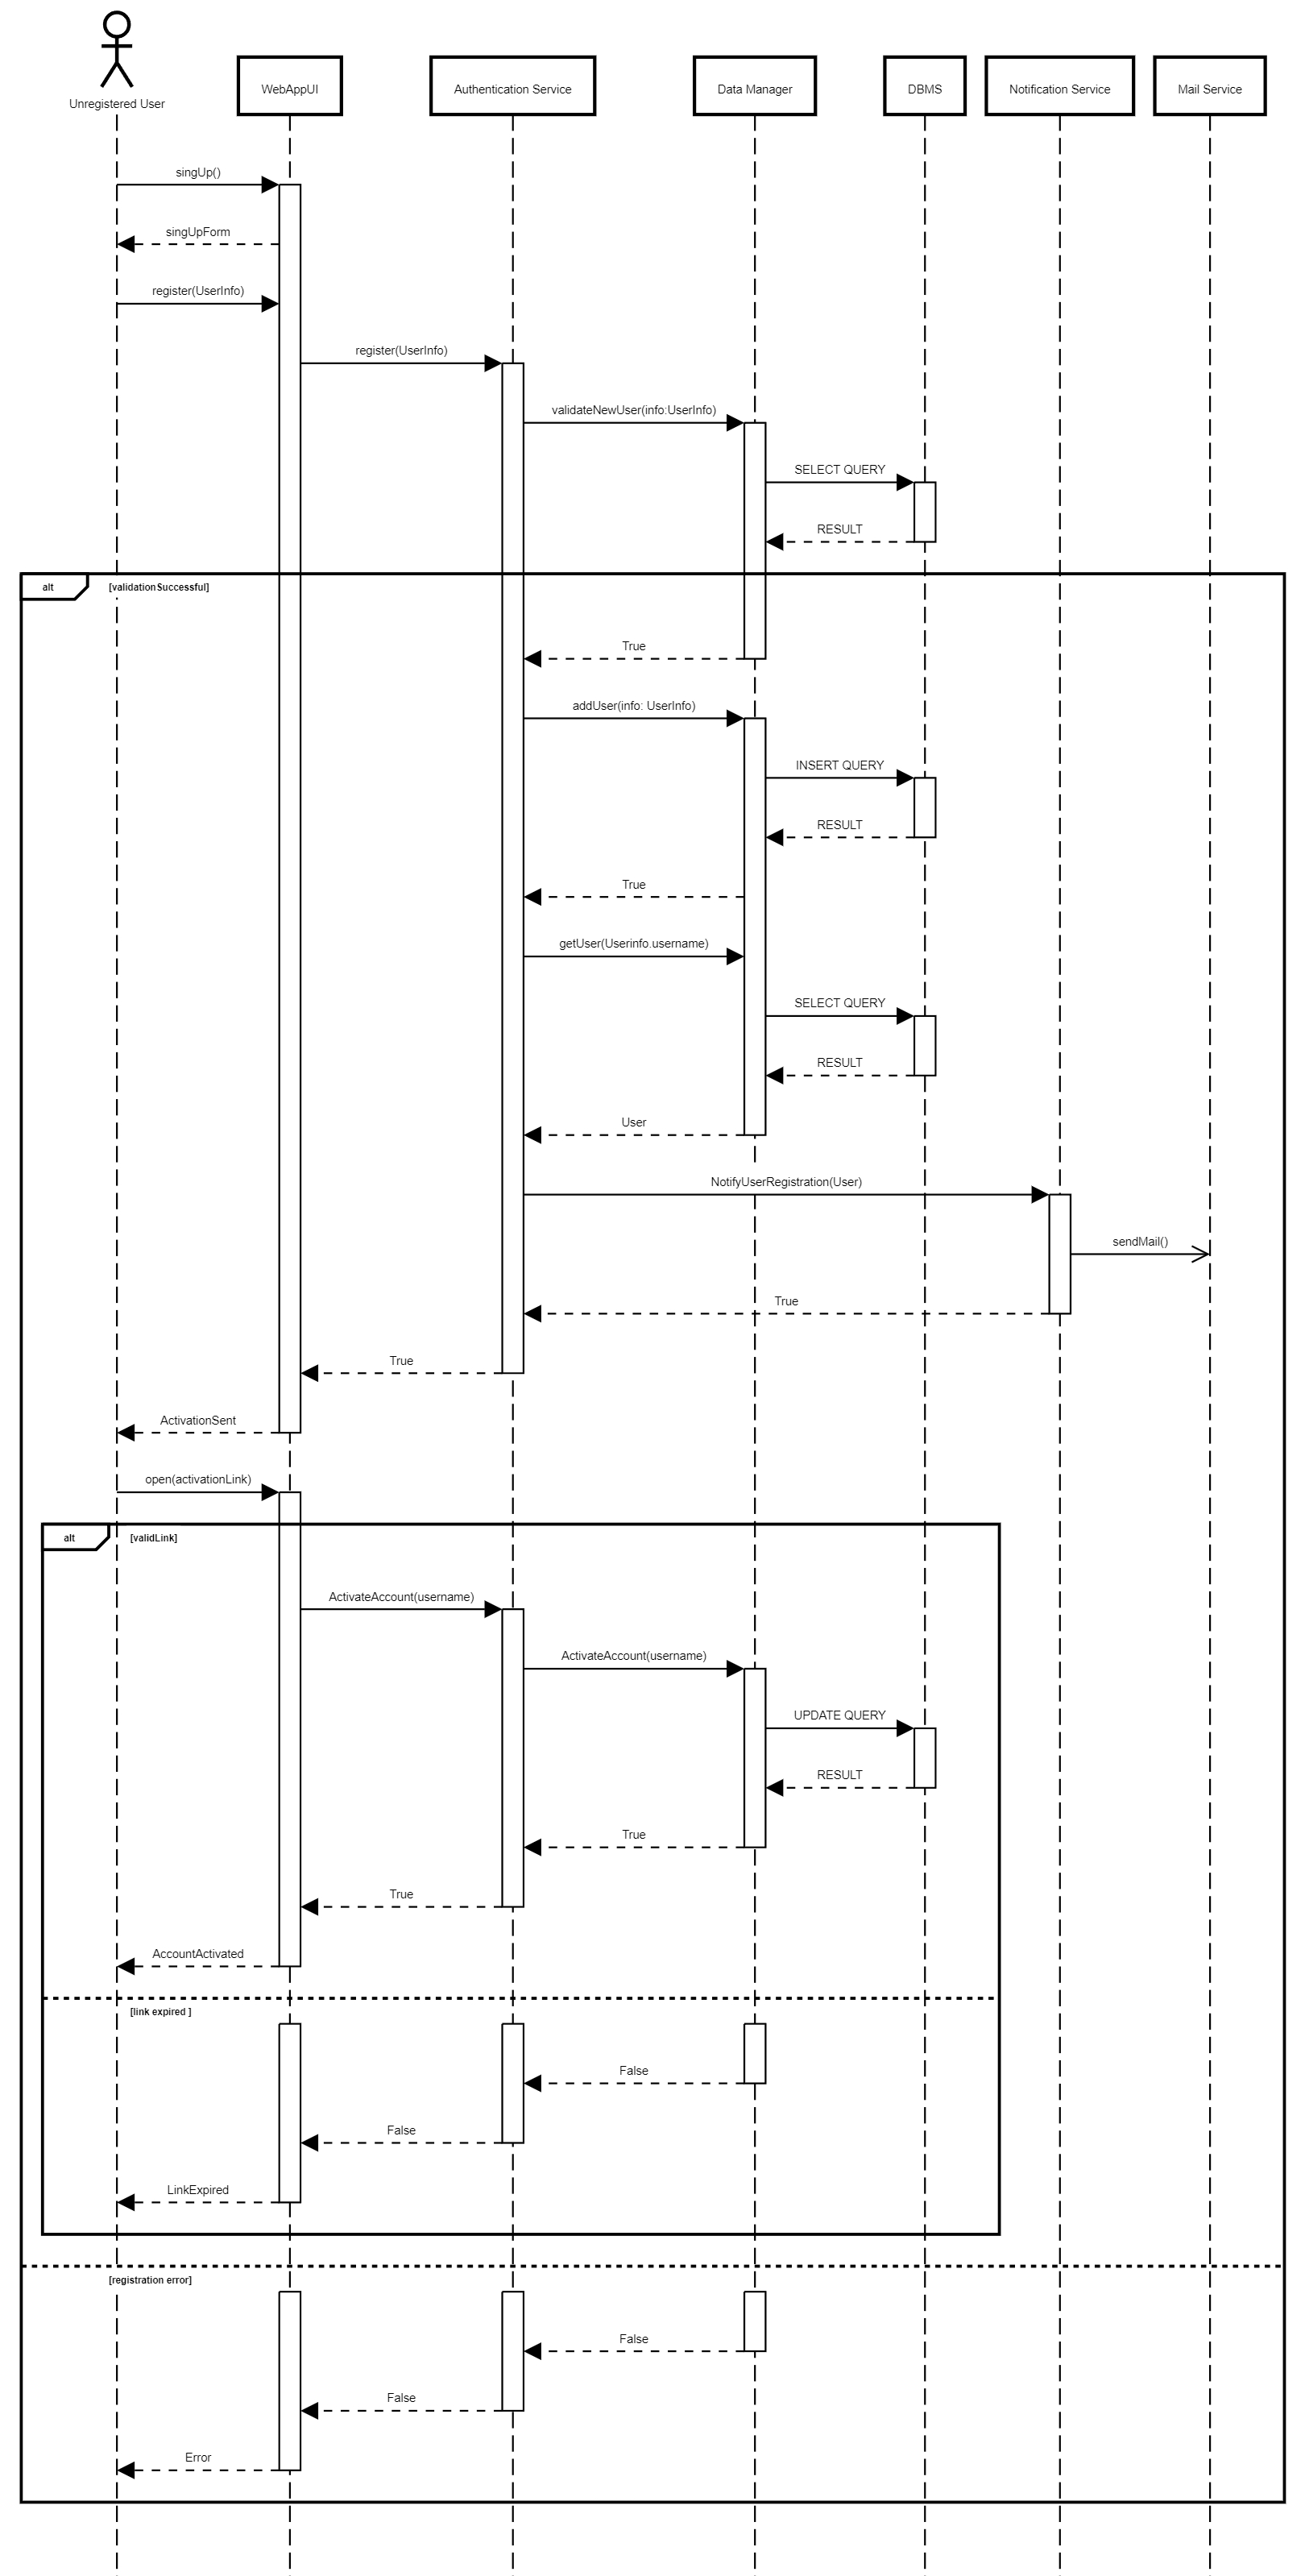 Unregistered User
WebAppUI
Authentication Service
Data Manager
DBMS
Notification Service
Mail Service
singUp()
singUpForm
register(UserInfo)
register(UserInfo)
validateNewUser(info:UserInfo)
SELECT QUERY
RESULT
alt
[validationSuccessful]
True
addUser(info: UserInfo)
INSERT QUERY
RESULT
True
getUser(Userinfo.username)
SELECT QUERY
RESULT
User
NotifyUserRegistration(User)
sendMail()
True
True
ActivationSent
open(activationLink)
alt
[validLink]
ActivateAccount(username)
ActivateAccount(username)
UPDATE QUERY
RESULT
True
True
AccountActivated
[link expired ]
False
False
LinkExpired
[registration error]
False
False
Error